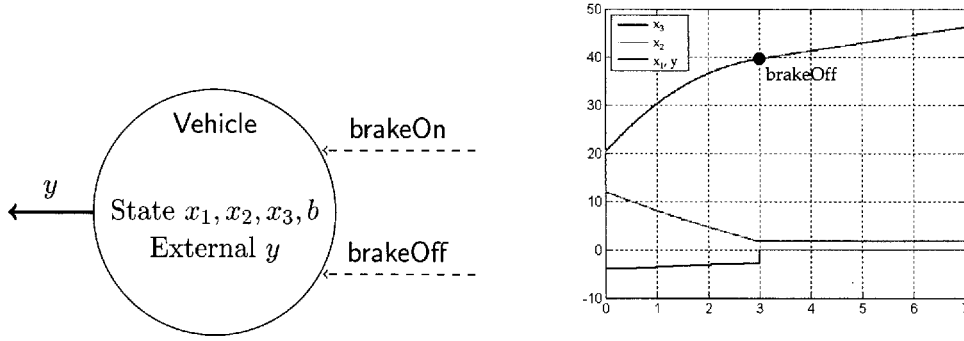 Vehicle
brakeOn
y
State x₁, x₂, x₃, b
External y
brakeOff
50
40
30
20
10
0
-10
x₃
x₂
x₁, y
brakeOff
0 1 2 3 4 5 6 7